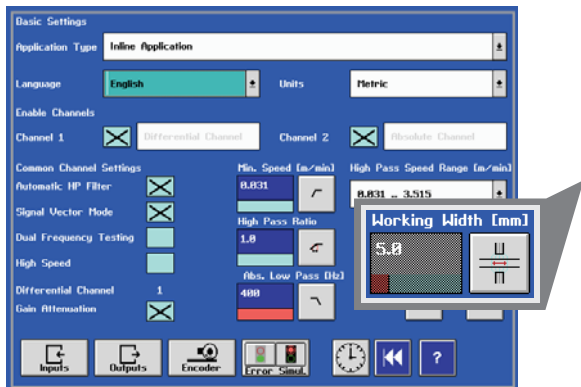 Basic Settings
Application Type Inline Application
Language English Units Metric
Enable Channels
Channel 1 Differential Channel Channel 2 Absolute Channel
Common Channel Settings Min. Speed [m/min] High Pass Speed Range [m/min]
Automatic HP Filter 0.031 0.031 .. 3.515
Signal Vector Mode
High Pass Ratio
Dual Frequency Testing 1.0
High Speed
Abs. Low Pass [Hz]
Differential Channel 1 400
Gain Attenuation
Working Width [mm]
5.0
Inputs Outputs Encoder Error Simul. ?